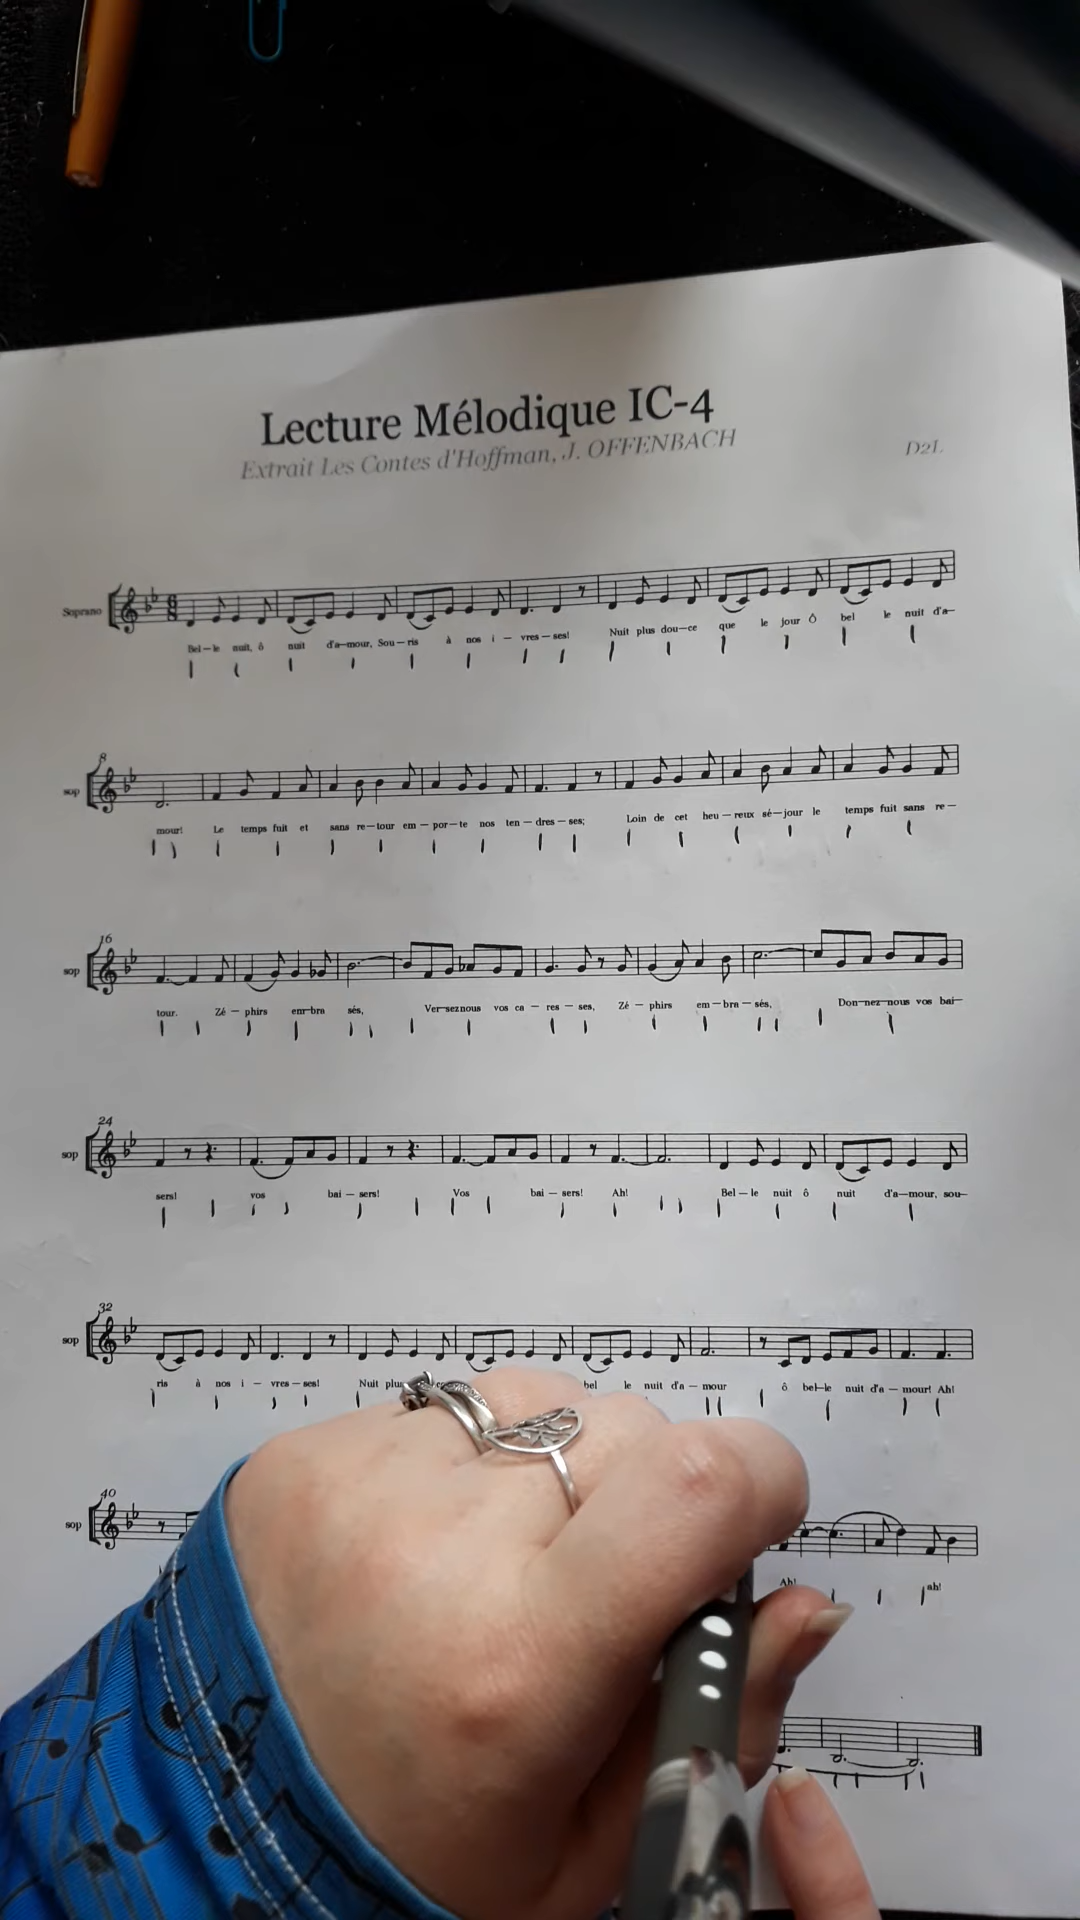 Lecture Mélodique IC-4
Extrait Les Contes d'Hoffman, J. OFFENBACH
D2L
Soprano
Bel–le nuit, ô nuit d'a–mour, Sou–ris à nos i – vres–ses! Nuit plus dou–ce que le jour Ô bel le nuit d'a–
8
sop
mour! Le temps fuit et sans re–tour em–por–te nos ten–dres–ses; Loin de cet heu–reux sé–jour le temps fuit sans re–
16
sop
tour. Zé – phirs em–bra sés, Ver–seznous vos ca – res – ses, Zé – phirs em–bra–sés, Don–nez–nous vos bai–
24
sop
sers! vos bai – sers! Vos bai – sers! Ah! Bel–le nuit ô nuit d'a–mour, sou–
32
sop
ris à nos i – vres–ses! Nuit plus bel le nuit d'a – mour ô bel–le nuit d'a – mour! Ah!
40
sop
Ah! ah!